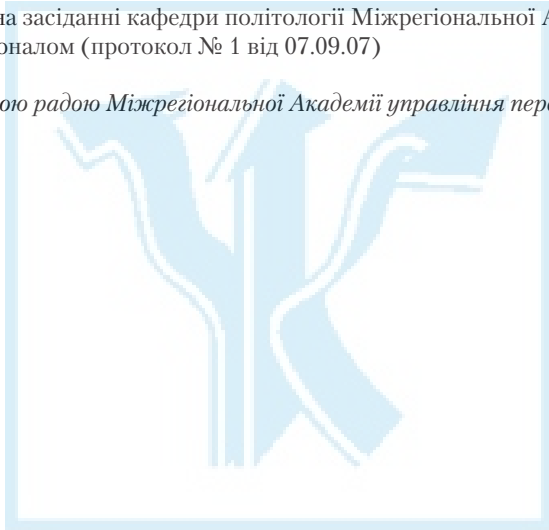 на засіданні кафедри політології Міжрегіональної А
оналом (протокол № 1 від 07.09.07)
ою радою Міжрегіональної Академії управління перс